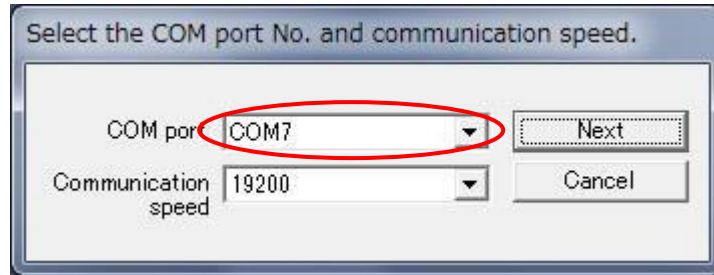 Select the COM port No. and communication speed.
COM port COM7 Next
Communication speed 19200 Cancel